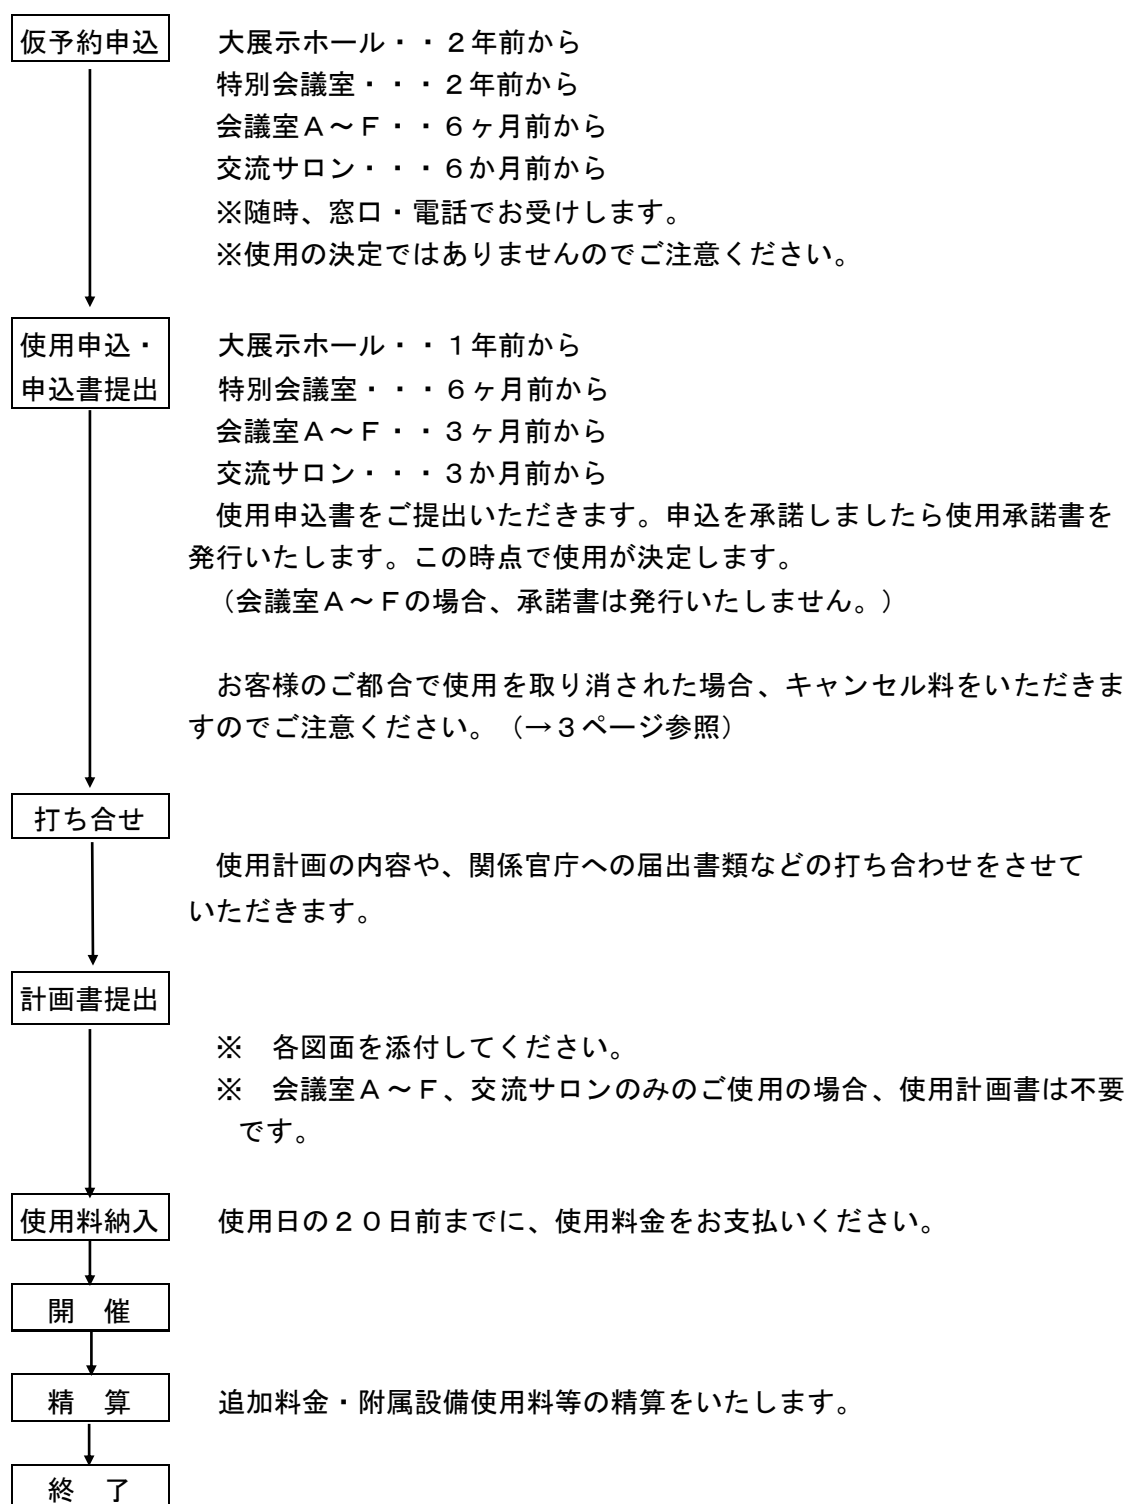 仮予約申込
大展示ホール・・２年前から
特別会議室・・・２年前から
会議室Ａ～Ｆ・・６ヶ月前から
交流サロン・・・６か月前から
※随時、窓口・電話でお受けします。
※使用の決定ではありませんのでご注意ください。
使用申込・
申込書提出
大展示ホール・・１年前から
特別会議室・・・６ヶ月前から
会議室Ａ～Ｆ・・３ヶ月前から
交流サロン・・・３か月前から
使用申込書をご提出いただきます。申込を承諾しましたら使用承諾書を
発行いたします。この時点で使用が決定します。
（会議室Ａ～Ｆの場合、承諾書は発行いたしません。）
お客様のご都合で使用を取り消された場合、キャンセル料をいただきま
すのでご注意ください。（→３ページ参照）
打ち合せ
使用計画の内容や、関係官庁への届出書類などの打ち合わせをさせて
いただきます。
計画書提出
※　各図面を添付してください。
※　会議室Ａ～Ｆ、交流サロンのみのご使用の場合、使用計画書は不要
です。
使用料納入
使用日の２０日前までに、使用料金をお支払いください。
開　催
精　算
追加料金・附属設備使用料等の精算をいたします。
終　了